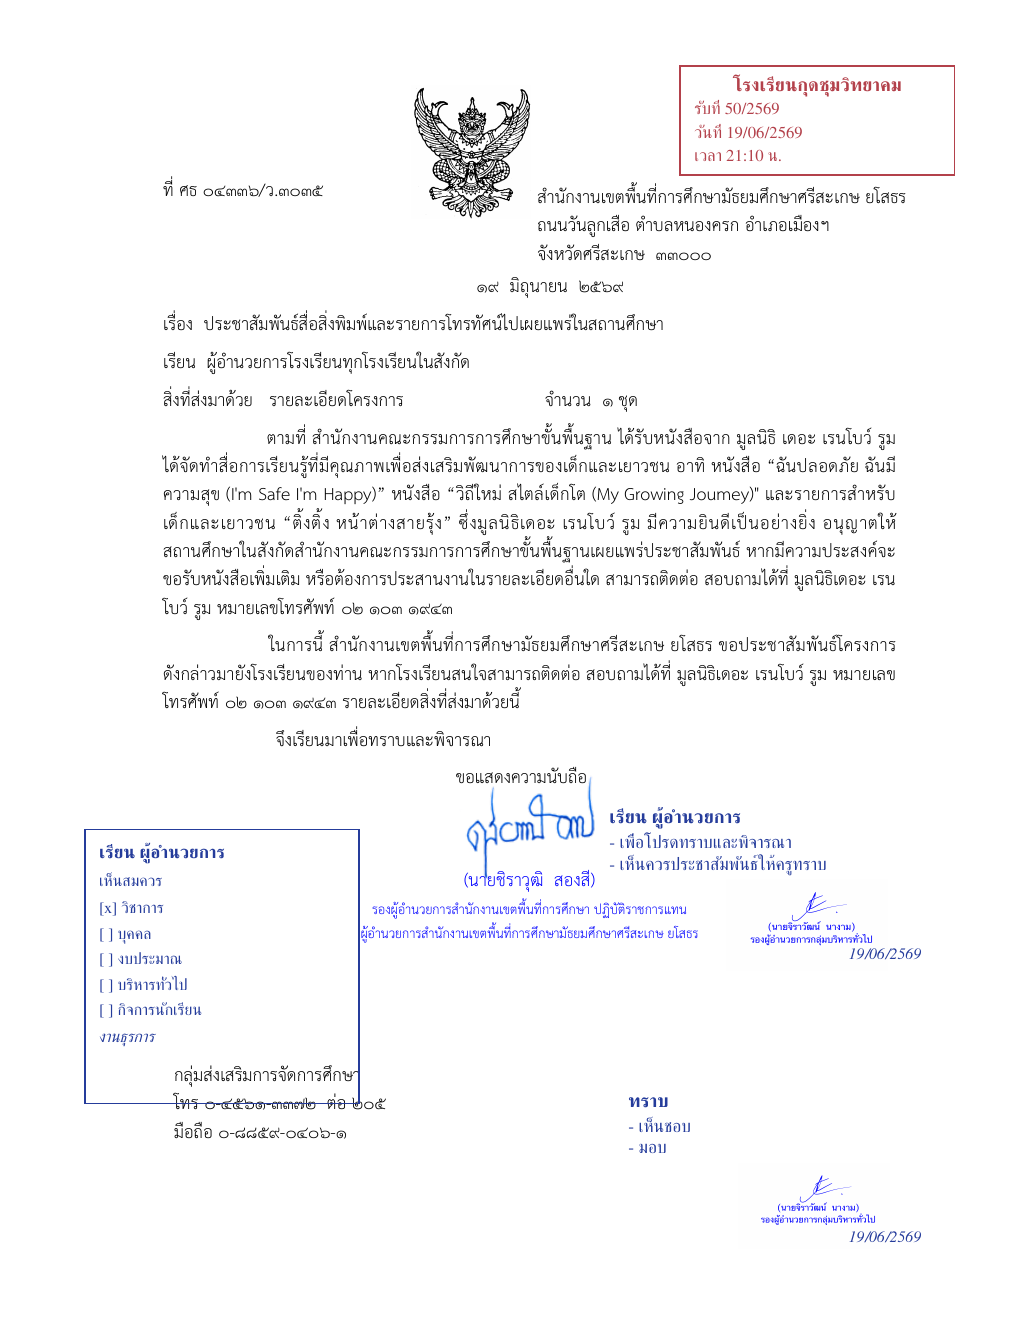 โรงเรียนกุดชุมวิทยาคม
รับที่ 50/2569
วันที่ 19/06/2569
เวลา 21:10 น.
ที่ ศธ ๐๔๓๓๖/ว.๓๐๓๕
สำนักงานเขตพื้นที่การศึกษามัธยมศึกษาศรีสะเกษ ยโสธร
ถนนวันลูกเสือ ตำบลหนองครก อำเภอเมืองฯ
จังหวัดศรีสะเกษ ๓๓๐๐๐
๑๙ มิถุนายน ๒๕๖๙
เรื่อง ประชาสัมพันธ์สื่อสิ่งพิมพ์และรายการโทรทัศน์ไปเผยแพร่ในสถานศึกษา
เรียน ผู้อำนวยการโรงเรียนทุกโรงเรียนในสังกัด
สิ่งที่ส่งมาด้วย รายละเอียดโครงการ จำนวน ๑ ชุด
ตามที่ สำนักงานคณะกรรมการการศึกษาขั้นพื้นฐาน ได้รับหนังสือจาก มูลนิธิ เดอะ เรนโบว์ รูม
ได้จัดทำสื่อการเรียนรู้ที่มีคุณภาพเพื่อส่งเสริมพัฒนาการของเด็กและเยาวชน อาทิ หนังสือ “ฉันปลอดภัย ฉันมี
ความสุข (I'm Safe I'm Happy)” หนังสือ “วิถีใหม่ สไตล์เด็กโต (My Growing Joumey)" และรายการสำหรับ
เด็กและเยาวชน “ติ้งติ้ง หน้าต่างสายรุ้ง” ซึ่งมูลนิธิเดอะ เรนโบว์ รูม มีความยินดีเป็นอย่างยิ่ง อนุญาตให้
สถานศึกษาในสังกัดสำนักงานคณะกรรมการการศึกษาขั้นพื้นฐานเผยแพร่ประชาสัมพันธ์ หากมีความประสงค์จะ
ขอรับหนังสือเพิ่มเติม หรือต้องการประสานงานในรายละเอียดอื่นใด สามารถติดต่อ สอบถามได้ที่ มูลนิธิเดอะ เรน
โบว์ รูม หมายเลขโทรศัพท์ ๐๒ ๑๐๓ ๑๙๔๓
ในการนี้ สำนักงานเขตพื้นที่การศึกษามัธยมศึกษาศรีสะเกษ ยโสธร ขอประชาสัมพันธ์โครงการ
ดังกล่าวมายังโรงเรียนของท่าน หากโรงเรียนสนใจสามารถติดต่อ สอบถามได้ที่ มูลนิธิเดอะ เรนโบว์ รูม หมายเลข
โทรศัพท์ ๐๒ ๑๐๓ ๑๙๔๓ รายละเอียดสิ่งที่ส่งมาด้วยนี้
จึงเรียนมาเพื่อทราบและพิจารณา
ขอแสดงความนับถือ
(นายชิราวุฒิ สองสี)
รองผู้อำนวยการสำนักงานเขตพื้นที่การศึกษา ปฏิบัติราชการแทน
ผู้อำนวยการสำนักงานเขตพื้นที่การศึกษามัธยมศึกษาศรีสะเกษ ยโสธร
เรียน ผู้อำนวยการ
- เพื่อโปรดทราบและพิจารณา
- เห็นควรประชาสัมพันธ์ให้ครูทราบ
(นายจิราวัฒน์ นางาม)
รองผู้อำนวยการกลุ่มบริหารทั่วไป
19/06/2569
เรียน ผู้อำนวยการ
เห็นสมควร
[x] วิชาการ
[ ] บุคคล
[ ] งบประมาณ
[ ] บริหารทั่วไป
[ ] กิจการนักเรียน
งานธุรการ
กลุ่มส่งเสริมการจัดการศึกษา
โทร ๐-๔๕๖๑-๓๓๗๒ ต่อ ๒๐๕
มือถือ ๐-๘๘๕๙-๐๔๐๖-๑
ทราบ
- เห็นชอบ
- มอบ
(นายจิราวัฒน์ นางาม)
รองผู้อำนวยการกลุ่มบริหารทั่วไป
19/06/2569